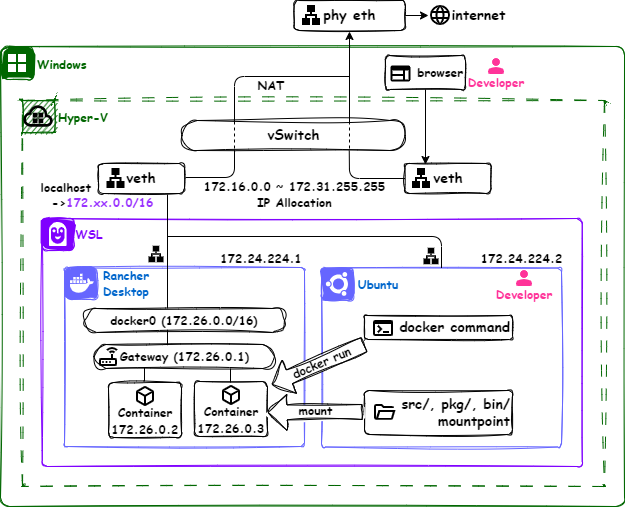 phy eth
internet
Windows
browser
Developer
NAT
Hyper-V
vSwitch
veth
veth
localhost
->172.xx.0.0/16
172.16.0.0 ~ 172.31.255.255
IP Allocation
WSL
172.24.224.1
172.24.224.2
Rancher
Desktop
Ubuntu
Developer
docker0 (172.26.0.0/16)
docker command
Gateway (172.26.0.1)
docker run
Container
172.26.0.2
Container
172.26.0.3
mount
src/, pkg/, bin/
mountpoint